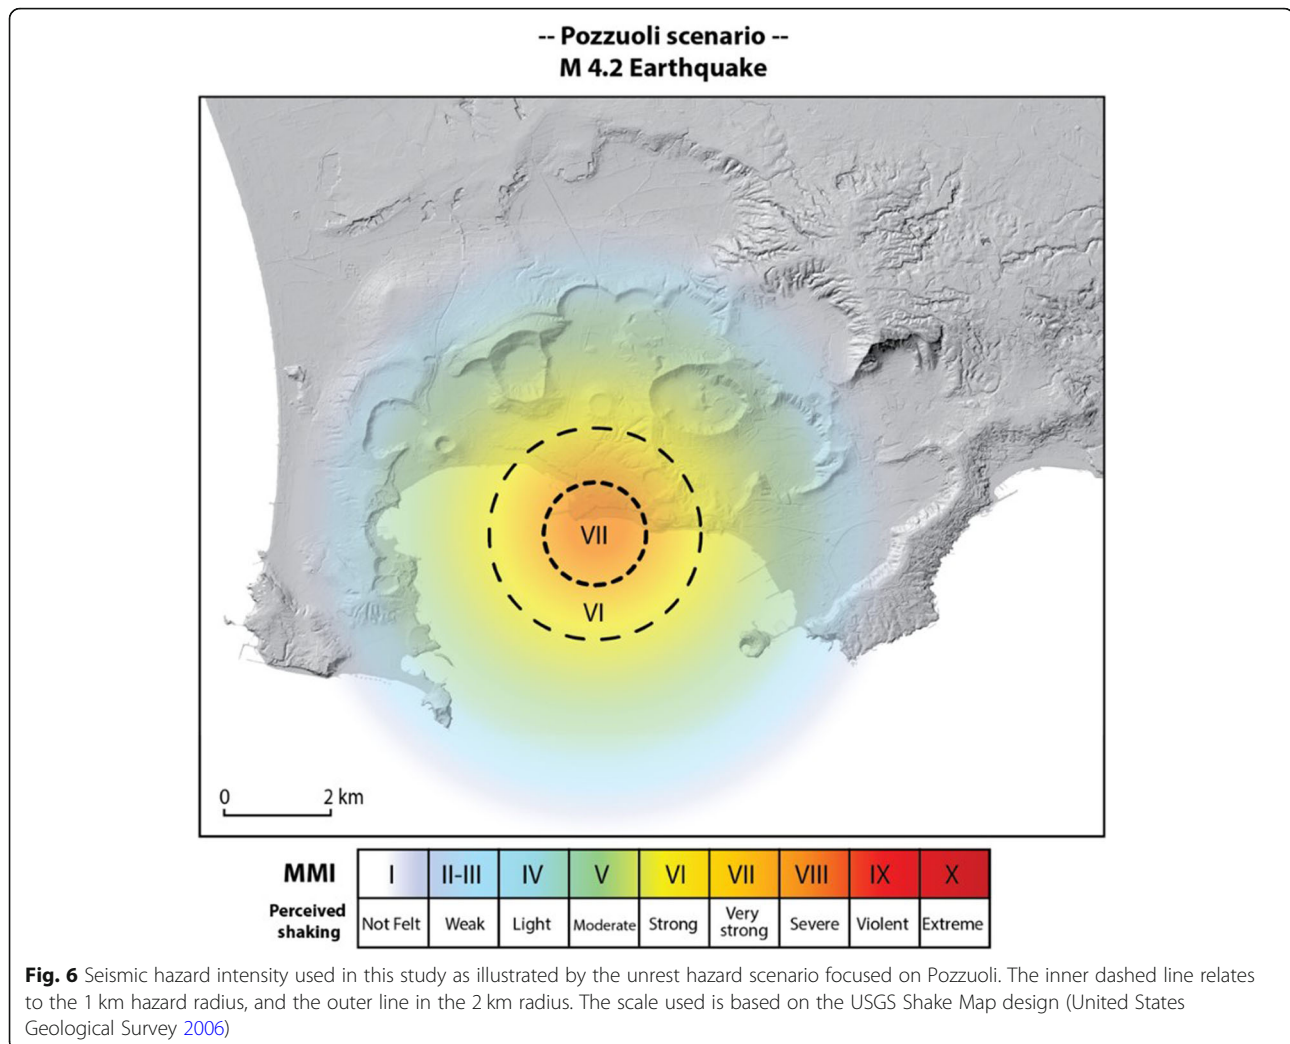 -- Pozzuoli scenario --
M 4.2 Earthquake
VII
VI
0 2 km
MMI I II-III IV V VI VII VIII IX X
Perceived shaking Not Felt Weak Light Moderate Strong Very strong Severe Violent Extreme
Fig. 6 Seismic hazard intensity used in this study as illustrated by the unrest hazard scenario focused on Pozzuoli. The inner dashed line relates
to the 1 km hazard radius, and the outer line in the 2 km radius. The scale used is based on the USGS Shake Map design (United States
Geological Survey 2006)